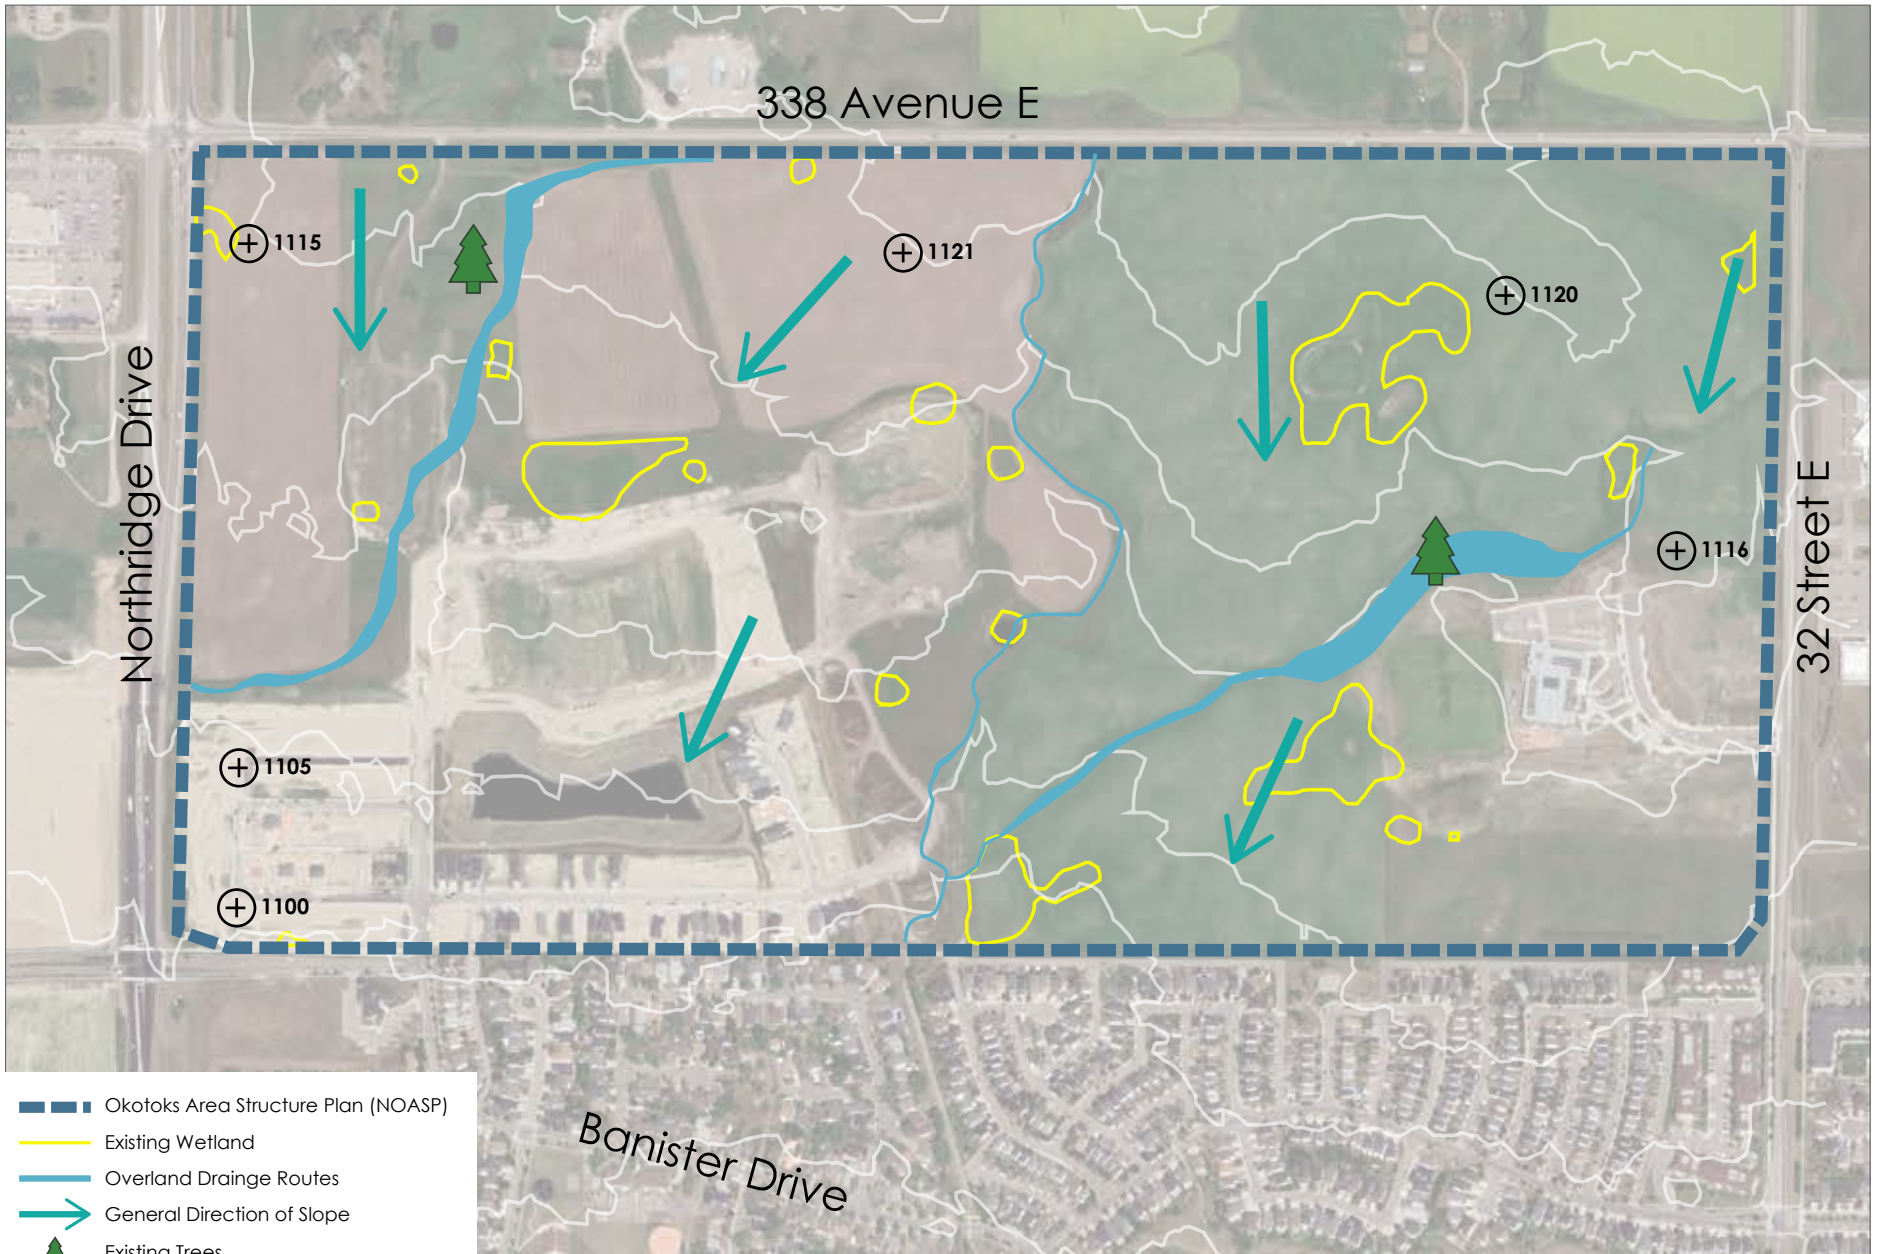 338 Avenue E
1115
1121
1120
Northridge Drive
32 Street E
1116
1105
1100
Banister Drive
Okotoks Area Structure Plan (NOASP)
Existing Wetland
Overland Drainge Routes
General Direction of Slope
Existing Trees